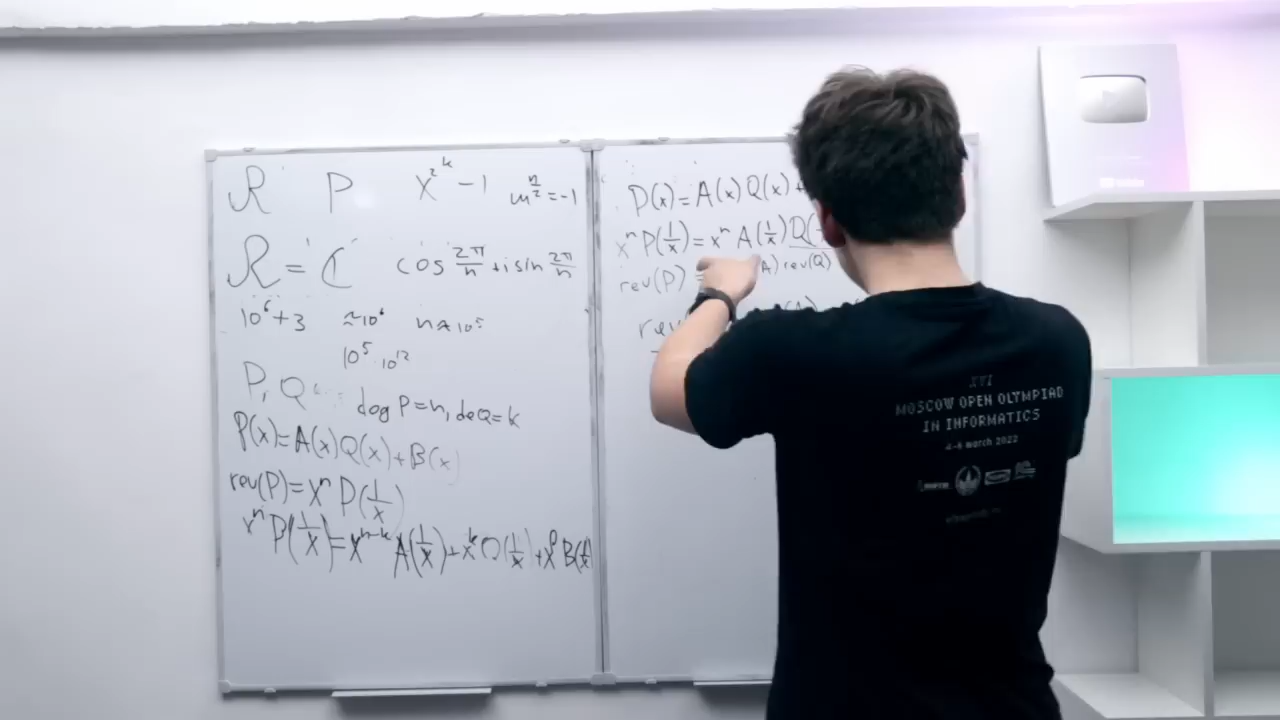 R P x^{2^k} - 1 w^{n/2} = -1
R = C cos 2π/n + i sin 2π/n
10^6 + 3 ≈10^6 n≈10^5
10^5 · 10^12
P, Q deg P = n, deg Q = k
P(x) = A(x) Q(x) + B(x)
rev(P) = x^n P(1/x)
x^n P(1/x) = x^{n-k} A(1/x) + x^k Q(1/x) + x^n B(1/x)
P(x) = A(x) Q(x) +
x^n P(1/x) = x^n A(1/x) Q(
rev(P) A) rev(Q)
rev
XVI
MOSCOW OPEN OLYMPIAD
IN INFORMATICS
4-6 march 2022